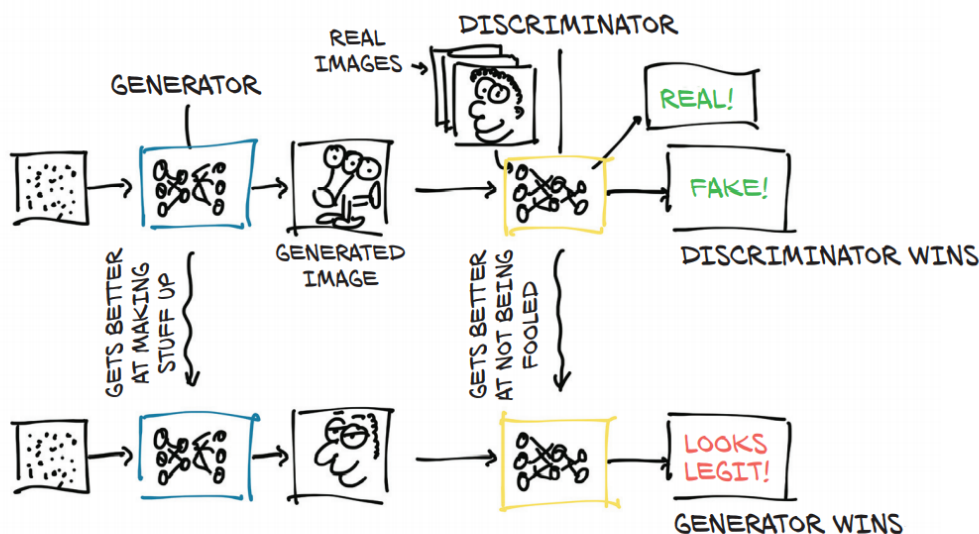 DISCRIMINATOR
REAL
IMAGES
GENERATOR
REAL!
FAKE!
GENERATED
IMAGE
DISCRIMINATOR WINS
GETS BETTER
AT MAKING
STUFF UP
GETS BETTER
AT NOT BEING
FOOLED
LOOKS
LEGIT!
GENERATOR WINS